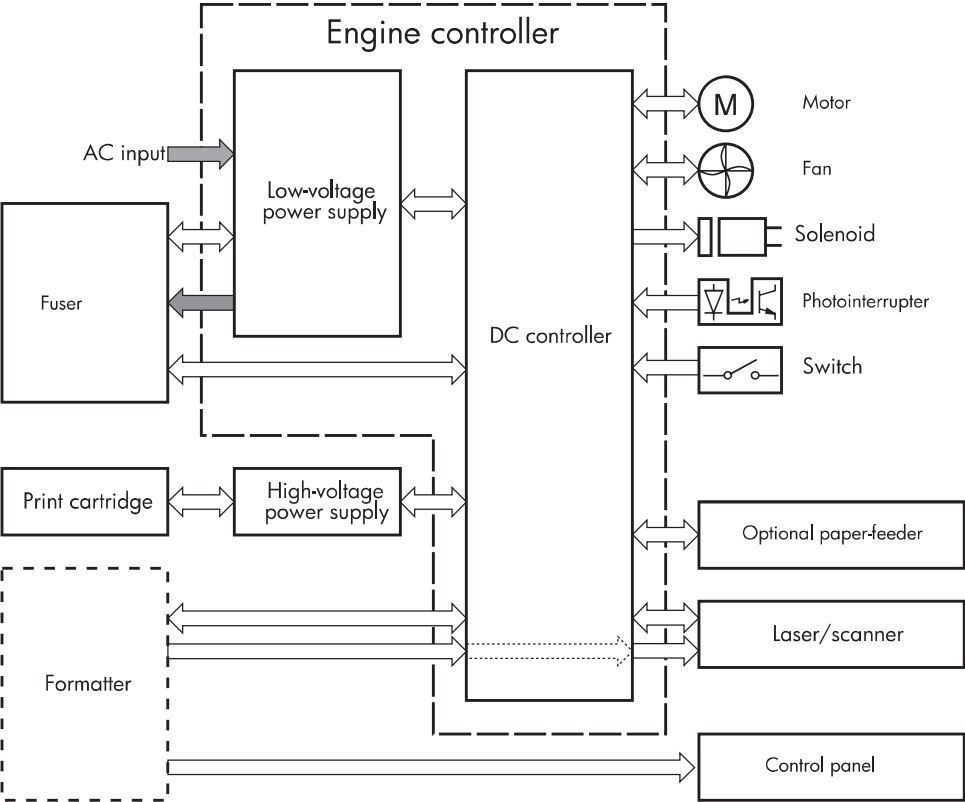 Engine controller
M
Motor
AC input
Fan
Low-voltage
power supply
Solenoid
Fuser
Photointerrupter
DC controller
Switch
Print cartridge
High-voltage
power supply
Optional paper-feeder
Laser/scanner
Formatter
Control panel